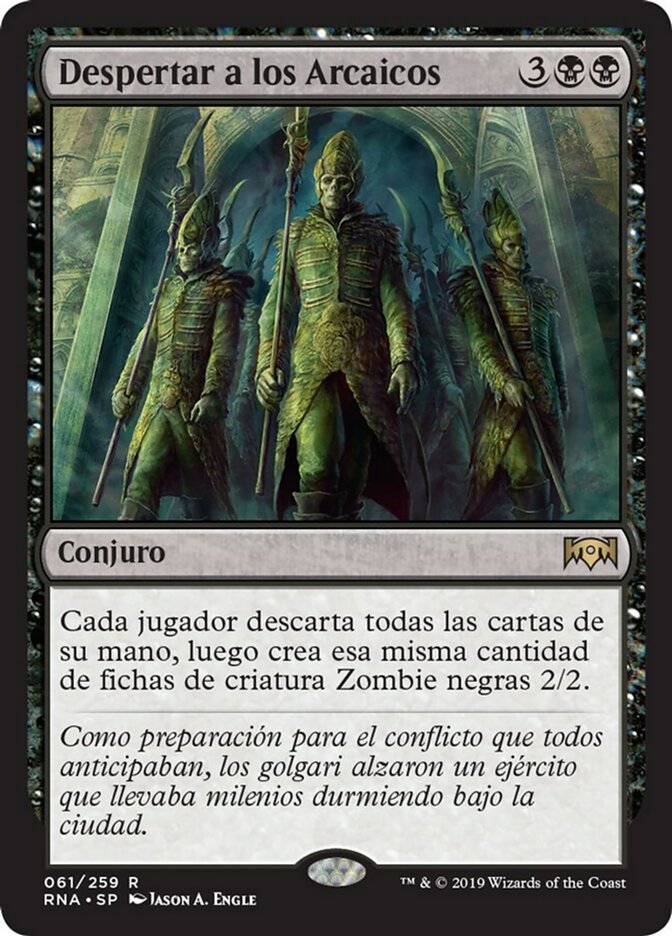 Despertar a los Arcaicos 3
Conjuro
Cada jugador descarta todas las cartas de
su mano, luego crea esa misma cantidad
de fichas de criatura Zombie negras 2/2.
Como preparación para el conflicto que todos
anticipaban, los golgari alzaron un ejército
que llevaba milenios durmiendo bajo la
ciudad.
061/259 R
RNA • SP Jason A. Engle
™ & © 2019 Wizards of the Coast